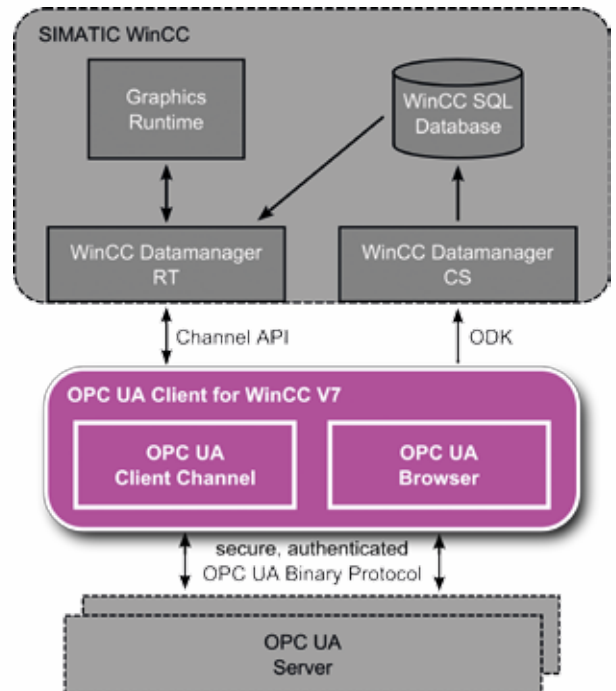 SIMATIC WinCC
Graphics
Runtime
WinCC SQL
Database
WinCC Datamanager
RT
WinCC Datamanager
CS
Channel API
ODK
OPC UA Client for WinCC V7
OPC UA
Client Channel
OPC UA
Browser
secure, authenticated
OPC UA Binary Protocol
OPC UA
Server